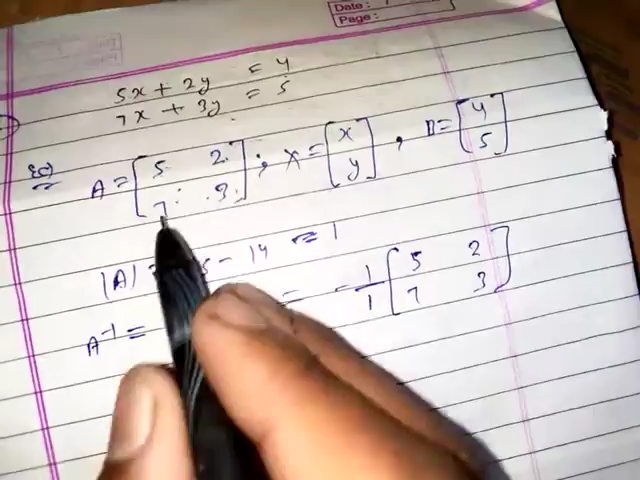 Date :
Page :
5x + 2y = 4
7x + 3y = 5
A = [5 2; 7 3] ; X = [x; y] , B = [4; 5]
|A| = 15 - 14 = 1
A⁻¹ = = 1/1 [5 2; 7 3]